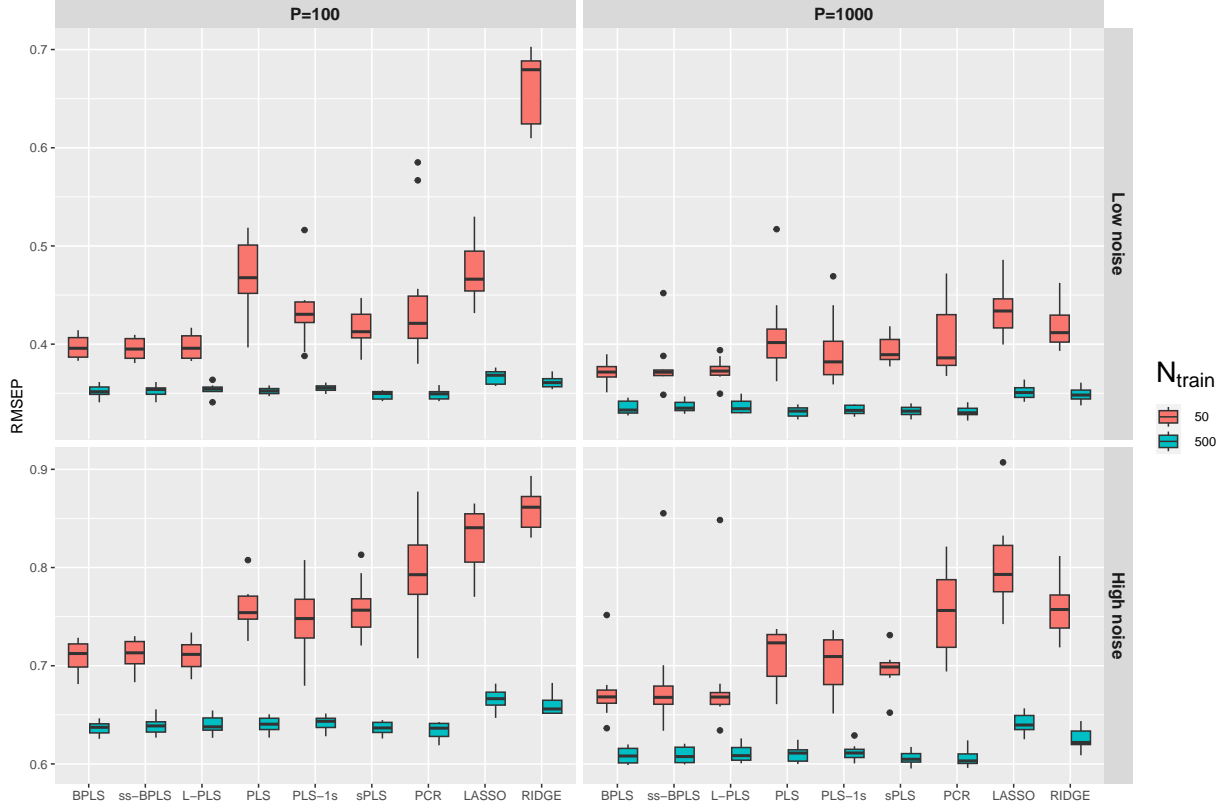 P=100
P=1000
RMSEP
0.7
0.6
0.5
0.4
Low noise
0.9
0.8
0.7
0.6
High noise
BPLS ss−BPLS L−PLS PLS PLS−1s sPLS PCR LASSO RIDGE
BPLS ss−BPLS L−PLS PLS PLS−1s sPLS PCR LASSO RIDGE
Ntrain
50
500